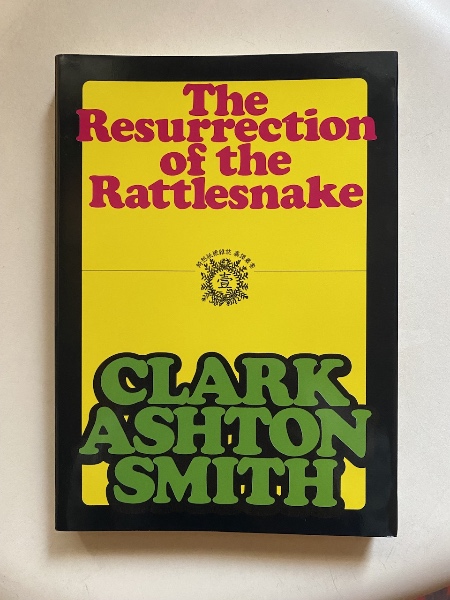 The
Resurrection
of the
Rattlesnake
壹
CLARK
ASHTON
SMITH